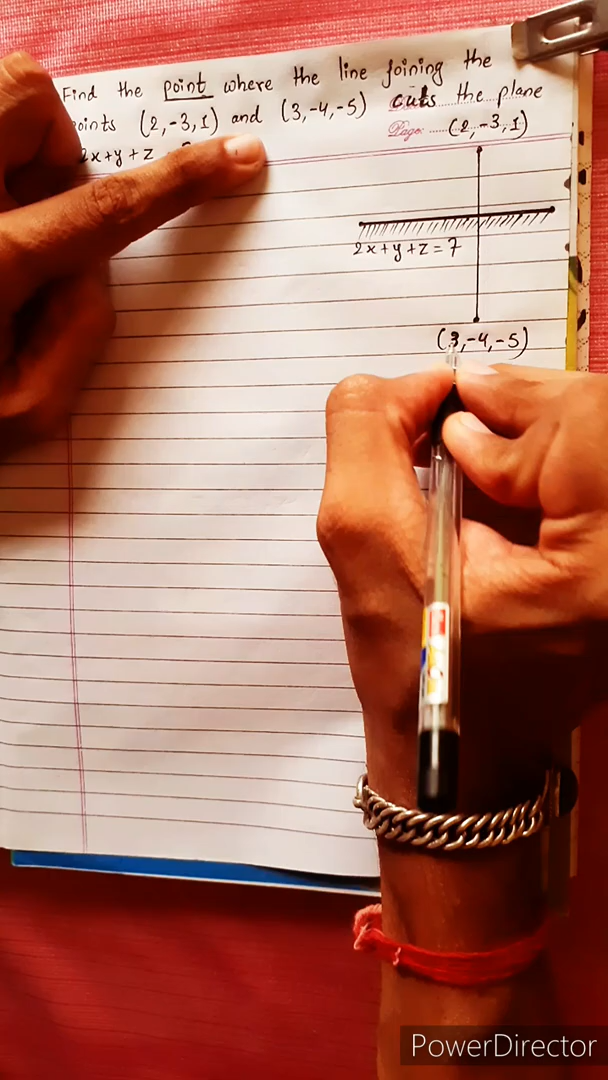 Find the point where the line joining the
points (2,-3,1) and (3,-4,-5) cuts the plane
2x+y+z
Page: (2,-3,1)
2x+y+z=7
(3,-4,-5)
PowerDirector